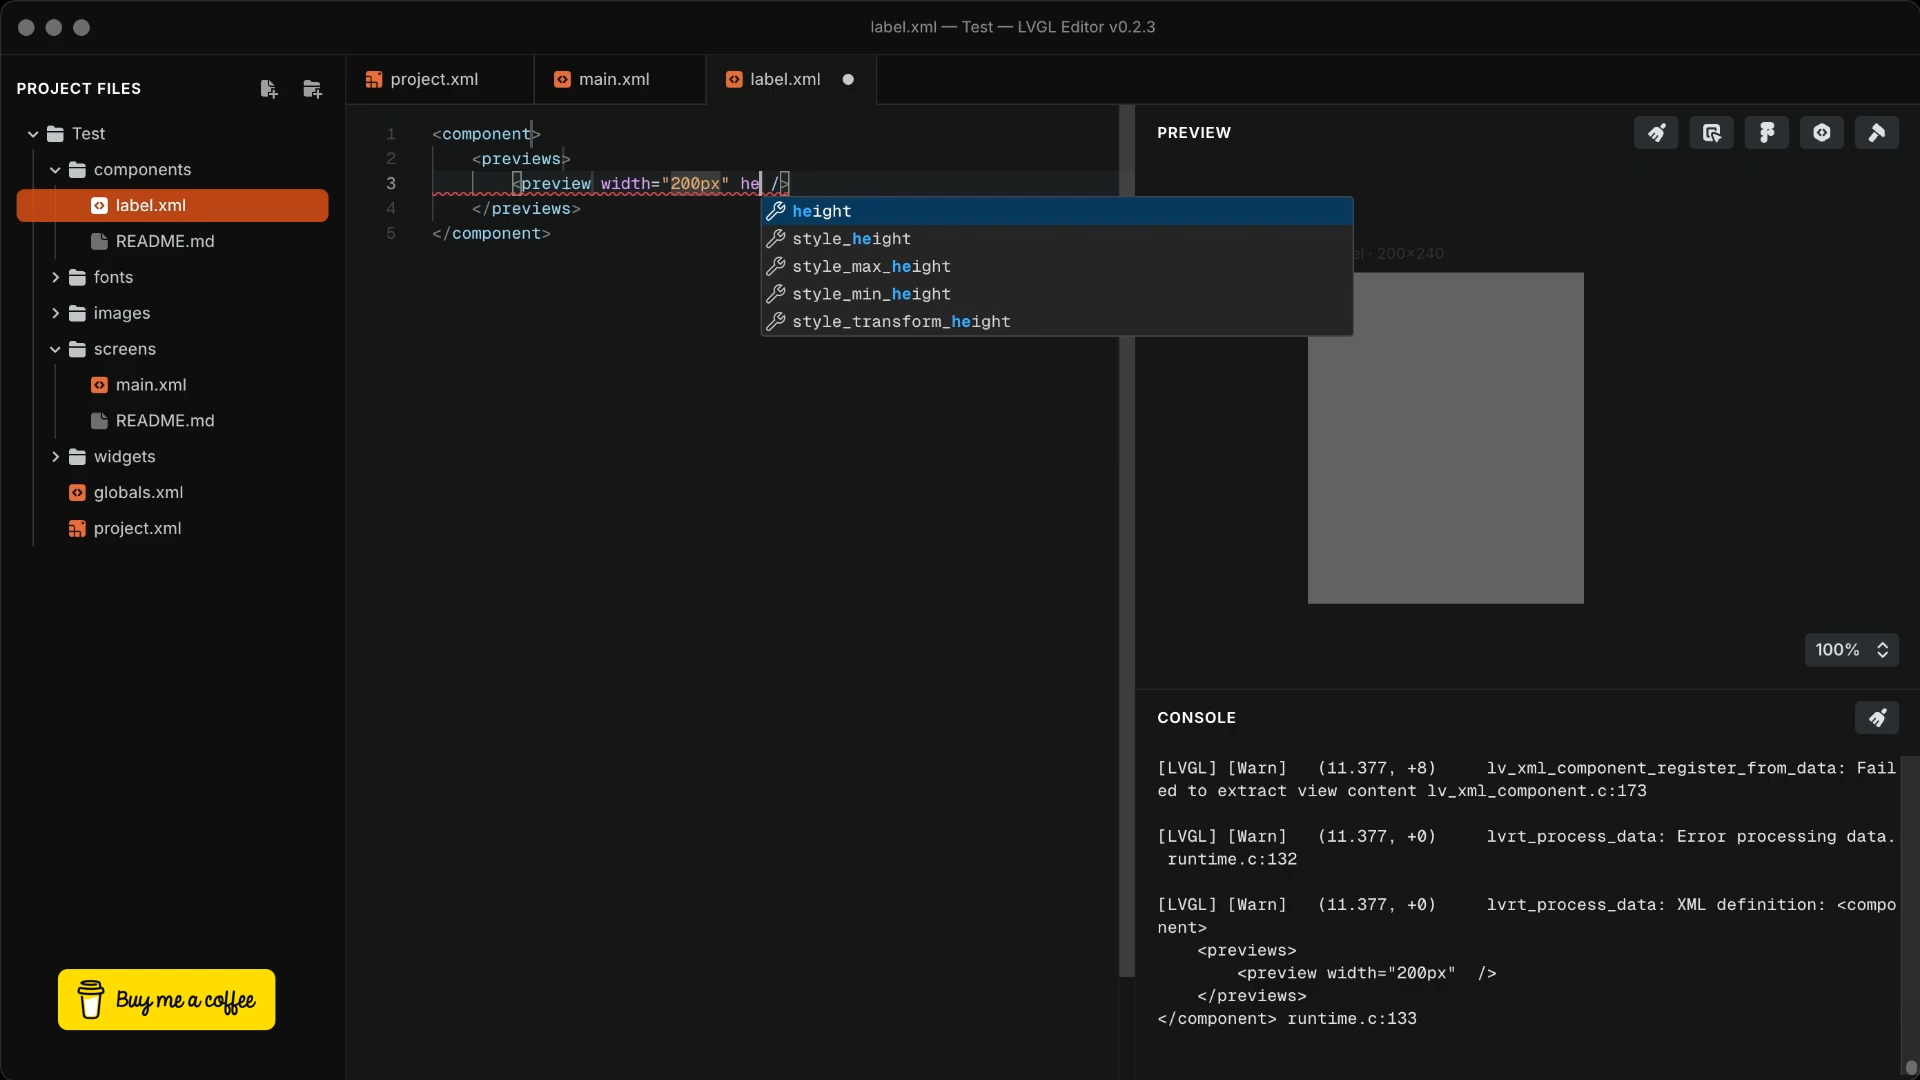 label.xml — Test — LVGL Editor v0.2.3
PROJECT FILES
Test
components
label.xml
README.md
fonts
images
screens
main.xml
README.md
widgets
globals.xml
project.xml
Buy me a coffee
project.xml
main.xml
label.xml
1 <component>
2 <previews>
3 <preview width="200px" he />
4 </previews>
5 </component>
height
style_height
style_max_height
style_min_height
style_transform_height
PREVIEW
el · 200×240
100%
CONSOLE
[LVGL] [Warn] (11.377, +8) lv_xml_component_register_from_data: Fail
ed to extract view content lv_xml_component.c:173
[LVGL] [Warn] (11.377, +0) lvrt_process_data: Error processing data.
runtime.c:132
[LVGL] [Warn] (11.377, +0) lvrt_process_data: XML definition: <compo
nent>
<previews>
<preview width="200px" />
</previews>
</component> runtime.c:133